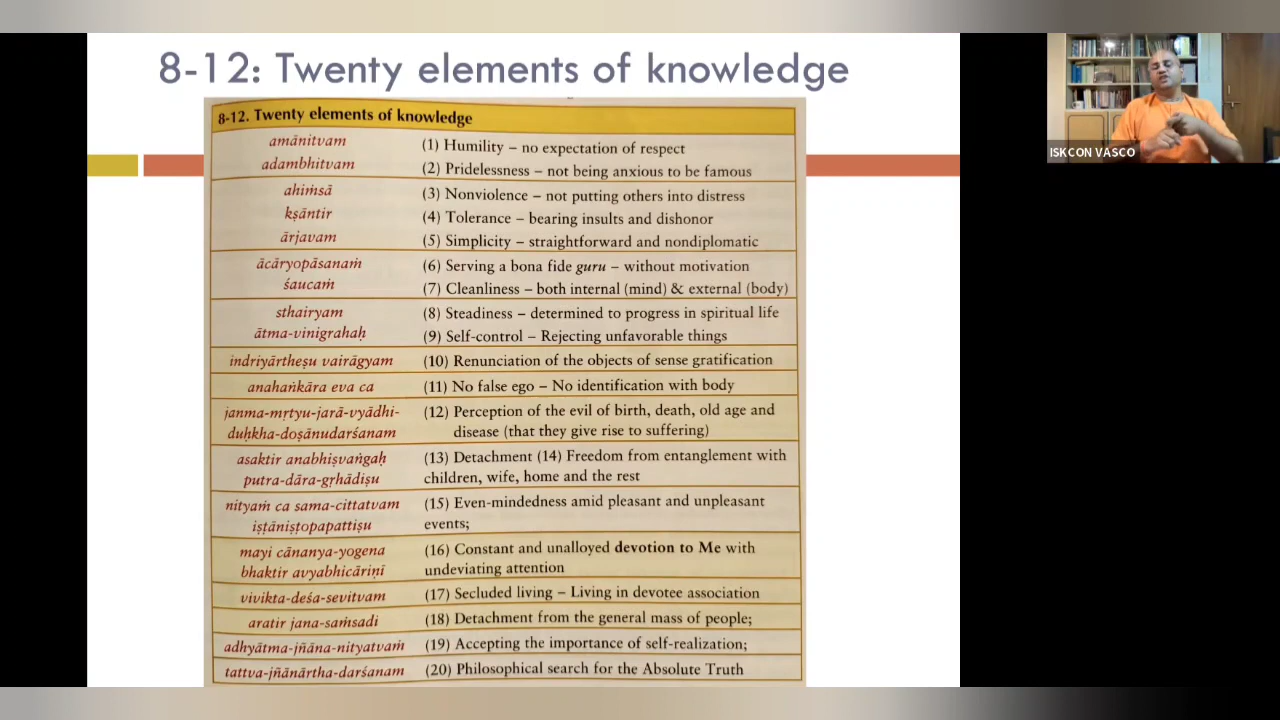 8-12: Twenty elements of knowledge
8-12. Twenty elements of knowledge
amānitvam (1) Humility – no expectation of respect
adambhitvam (2) Pridelessness – not being anxious to be famous
ahiṁsā (3) Nonviolence – not putting others into distress
kṣāntir (4) Tolerance – bearing insults and dishonor
ārjavam (5) Simplicity – straightforward and nondiplomatic
ācāryopāsanaṁ (6) Serving a bona fide guru – without motivation
śaucaṁ (7) Cleanliness – both internal (mind) & external (body)
sthairyam (8) Steadiness – determined to progress in spiritual life
ātma-vinigrahaḥ (9) Self-control – Rejecting unfavorable things
indriyārtheṣu vairāgyam (10) Renunciation of the objects of sense gratification
anahaṅkāra eva ca (11) No false ego – No identification with body
janma-mṛtyu-jarā-vyādhi- (12) Perception of the evil of birth, death, old age and
duḥkha-doṣānudarśanam disease (that they give rise to suffering)
asaktir anabhiṣvaṅgaḥ (13) Detachment (14) Freedom from entanglement with
putra-dāra-gṛhādiṣu children, wife, home and the rest
nityaṁ ca sama-cittatvam (15) Even-mindedness amid pleasant and unpleasant
iṣṭāniṣṭopapattiṣu events;
mayi cānanya-yogena (16) Constant and unalloyed devotion to Me with
bhaktir avyabhicāriṇī undeviating attention
vivikta-deśa-sevitvam (17) Secluded living – Living in devotee association
aratir jana-saṁsadi (18) Detachment from the general mass of people;
adhyātma-jñāna-nityatvaṁ (19) Accepting the importance of self-realization;
tattva-jñānārtha-darśanam (20) Philosophical search for the Absolute Truth
ISKCON VASCO